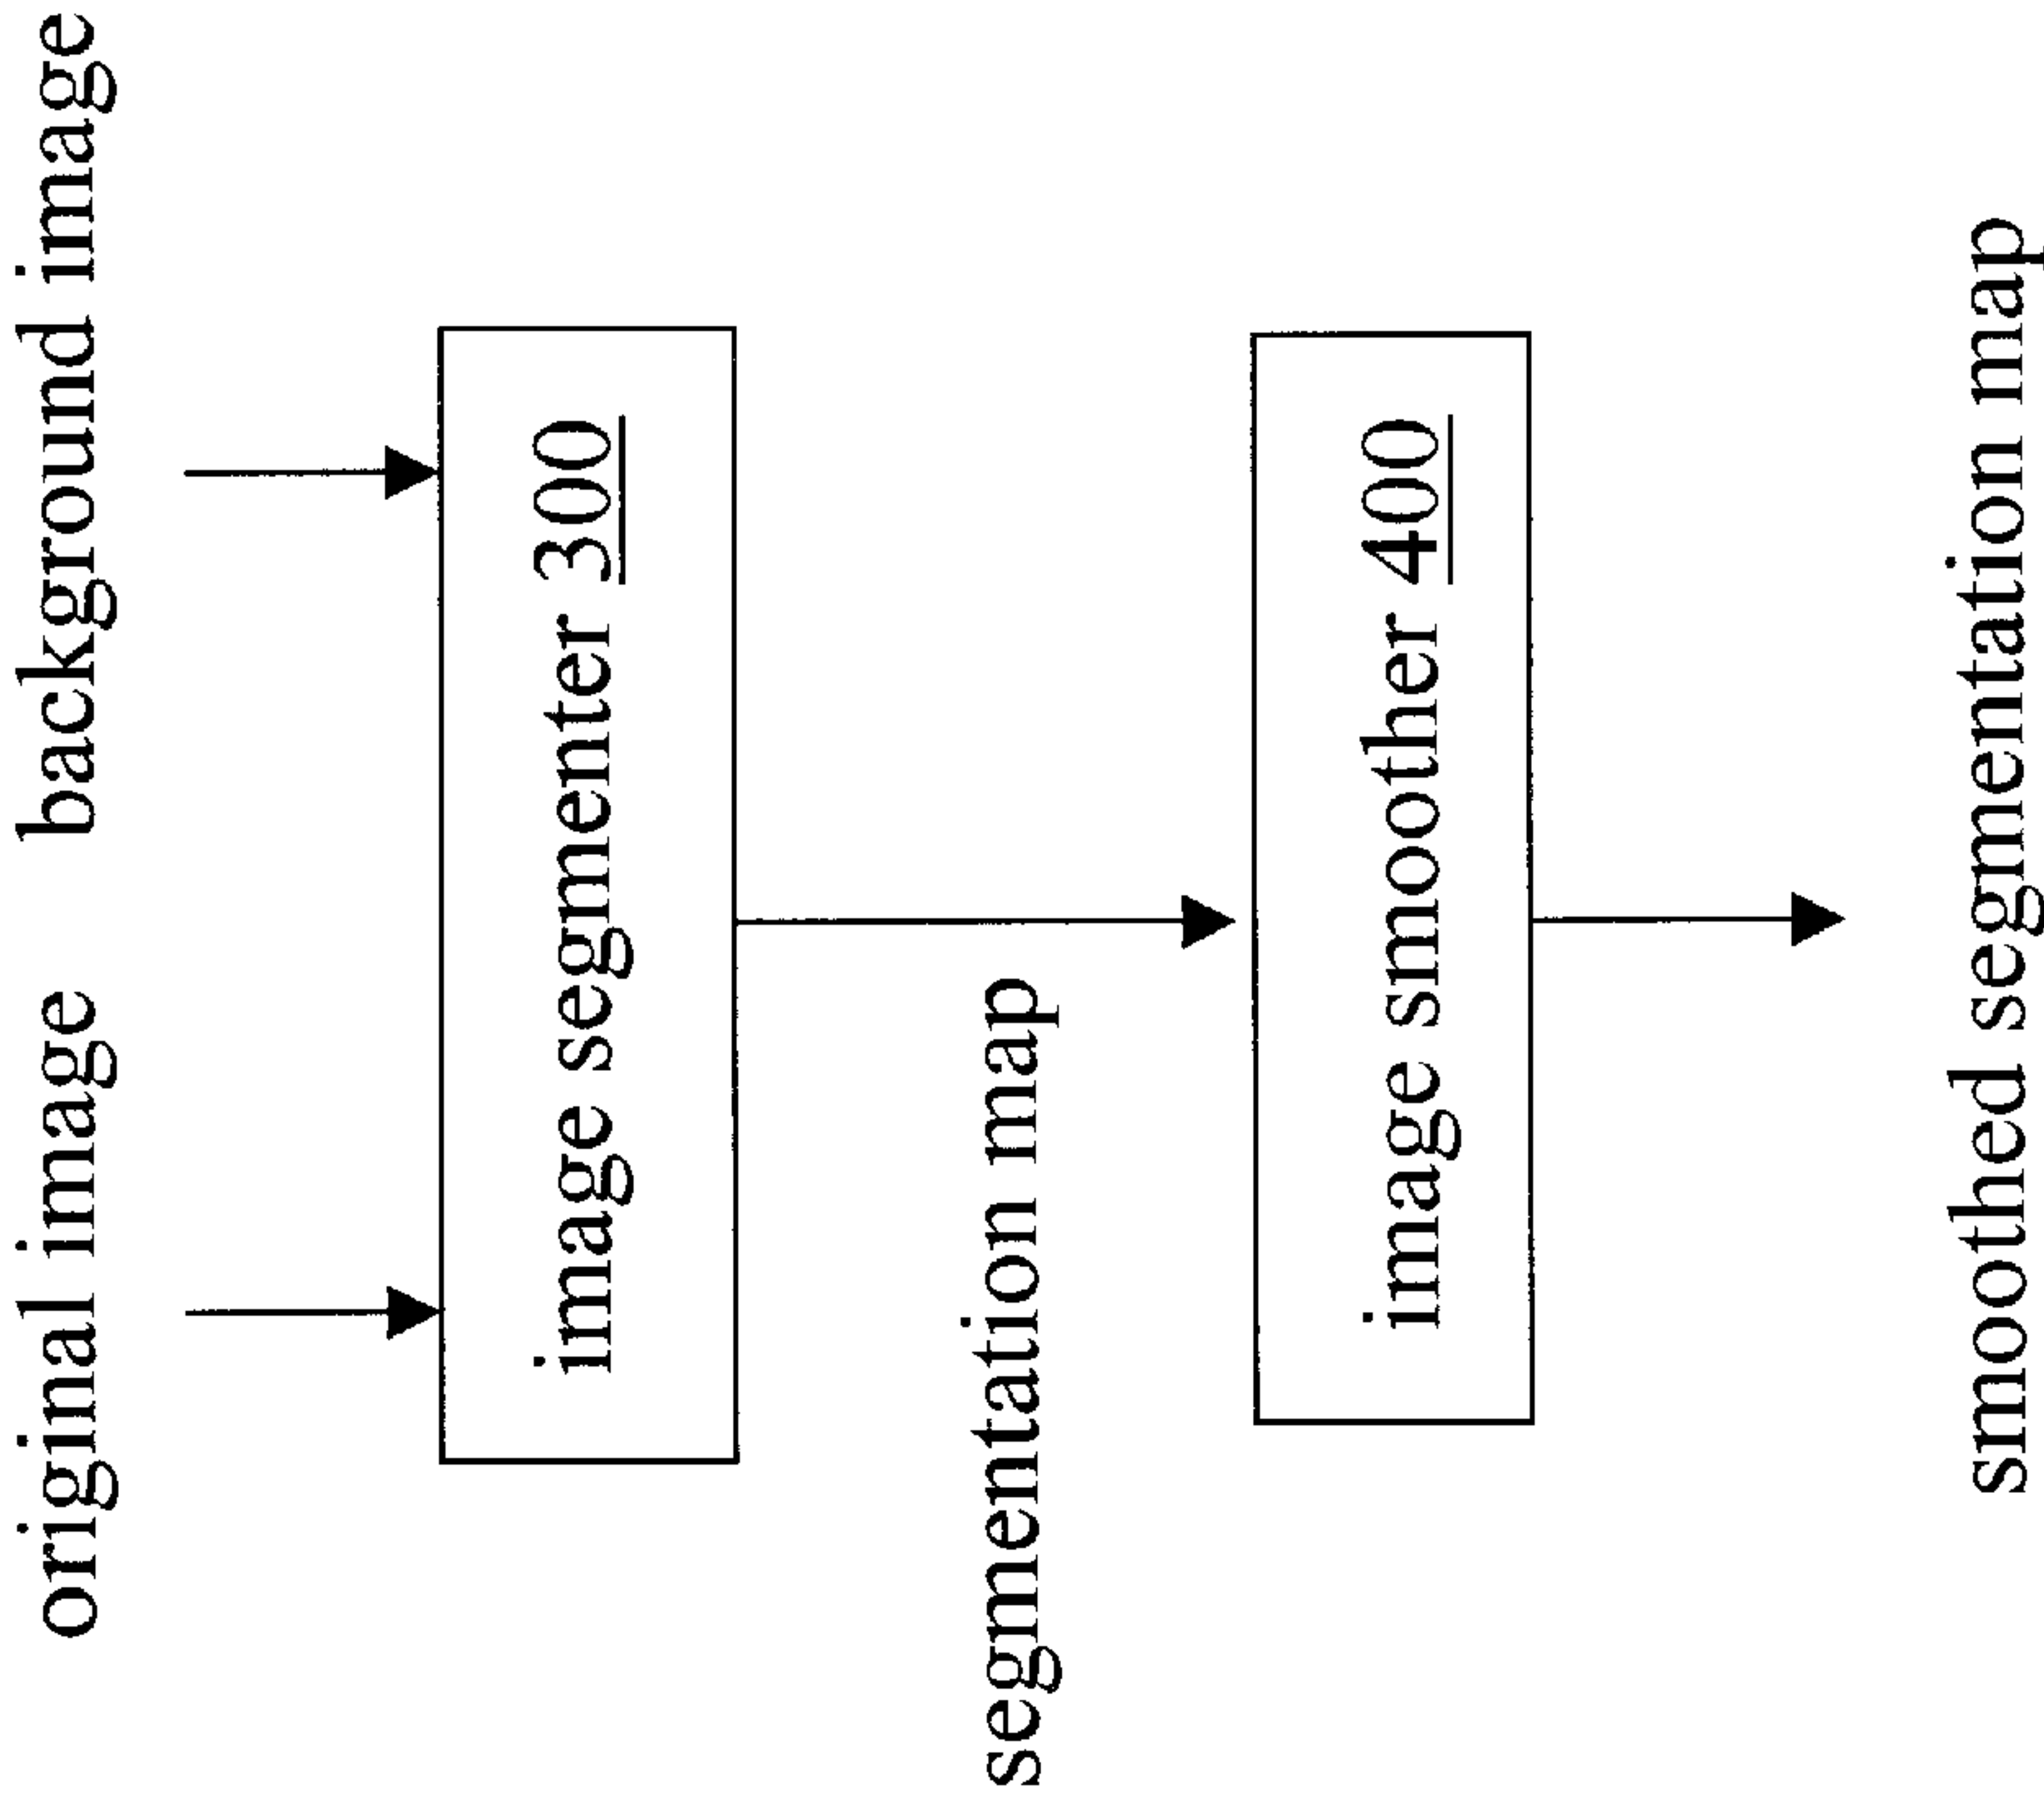 original image
background image
image segmenter 300
segmentation map
image smoother 400
smoothed segmentation map